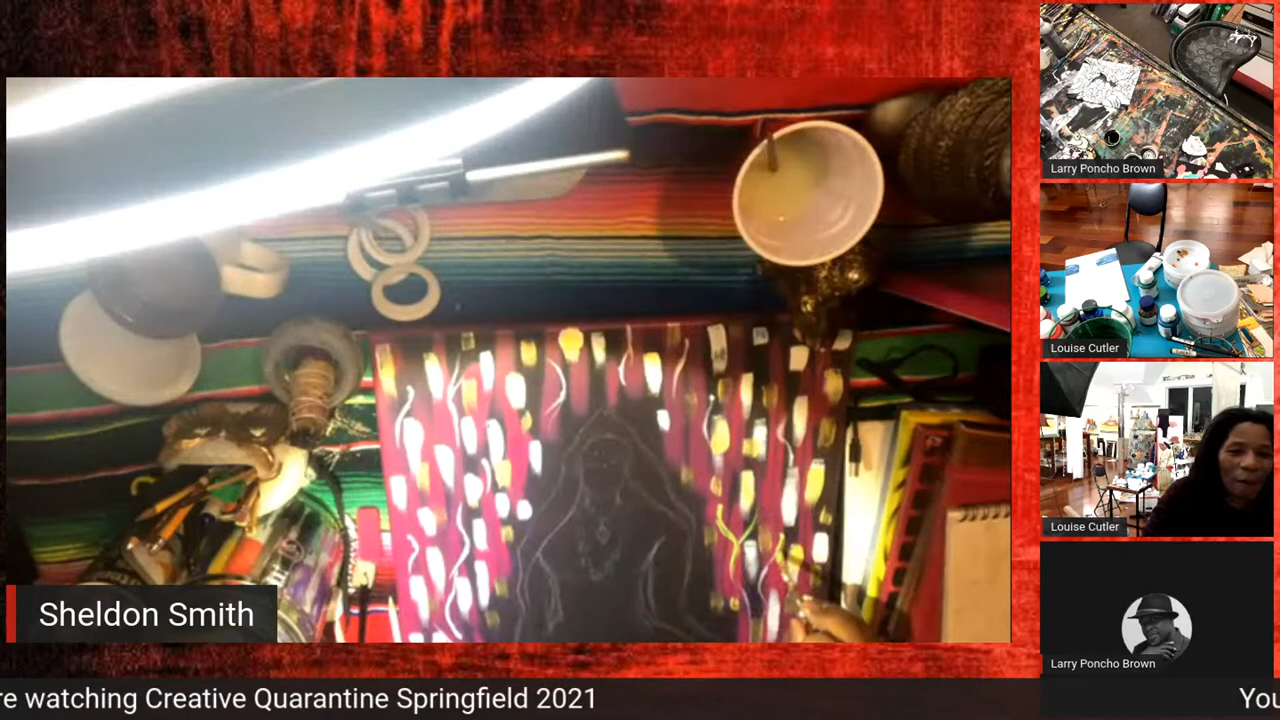 Larry Poncho Brown
Louise Cutler
Louise Cutler
Sheldon Smith
Larry Poncho Brown
re watching Creative Quarantine Springfield 2021
You